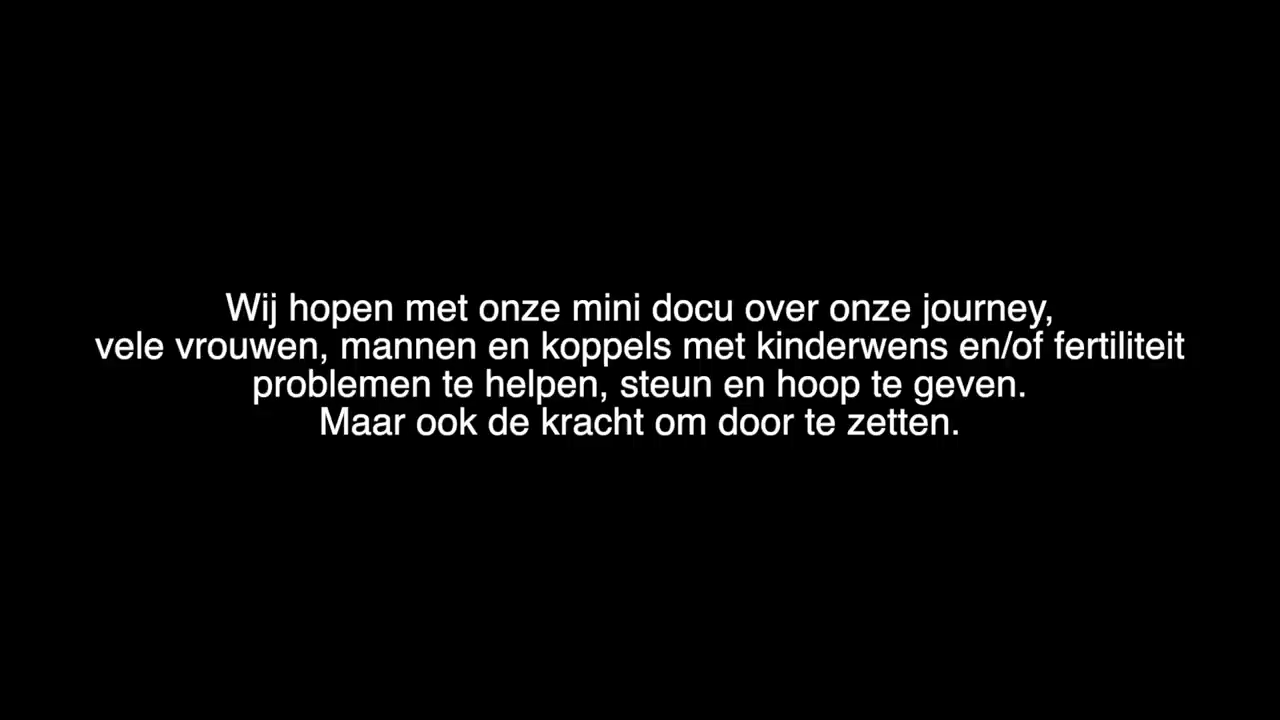 Wij hopen met onze mini docu over onze journey,
vele vrouwen, mannen en koppels met kinderwens en/of fertiliteit
problemen te helpen, steun en hoop te geven.
Maar ook de kracht om door te zetten.